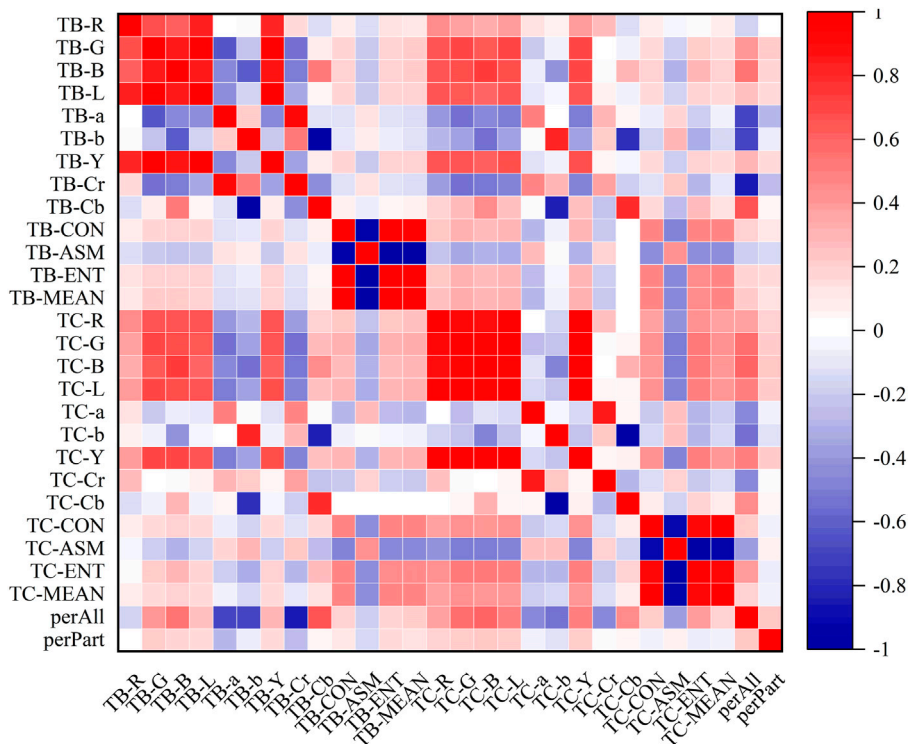 TB-R
TB-G
TB-B
TB-L
TB-a
TB-b
TB-Y
TB-Cr
TB-Cb
TB-CON
TB-ASM
TB-ENT
TB-MEAN
TC-R
TC-G
TC-B
TC-L
TC-a
TC-b
TC-Y
TC-Cr
TC-Cb
TC-CON
TC-ASM
TC-ENT
TC-MEAN
perAll
perPart
TB-R
TB-G
TB-B
TB-L
TB-a
TB-b
TB-Y
TB-Cr
TB-Cb
TB-CON
TB-ASM
TB-ENT
TB-MEAN
TC-R
TC-G
TC-B
TC-L
TC-a
TC-b
TC-Y
TC-Cr
TC-Cb
TC-CON
TC-ASM
TC-ENT
TC-MEAN
perAll
perPart
1
0.8
0.6
0.4
0.2
0
-0.2
-0.4
-0.6
-0.8
-1